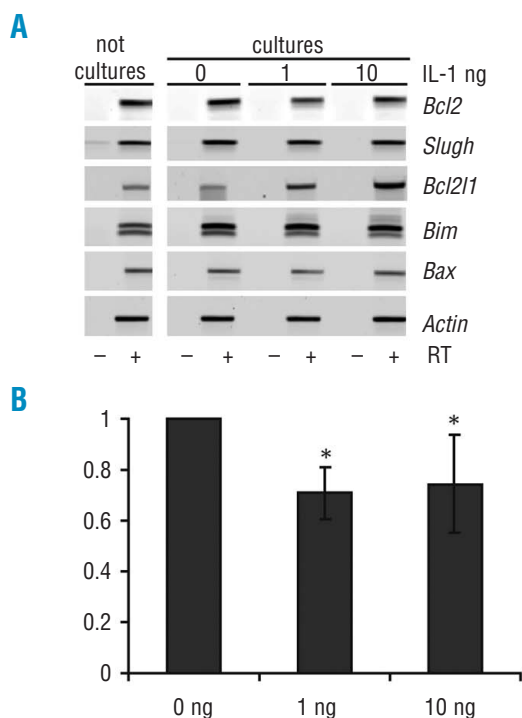 A
not cultures
cultures
0 1 10 IL-1 ng
Bcl2
Slugh
Bcl2l1
Bim
Bax
Actin
– + – + – + – + RT
B
1
*
*
0.8
0.6
0.4
0.2
0
0 ng 1 ng 10 ng